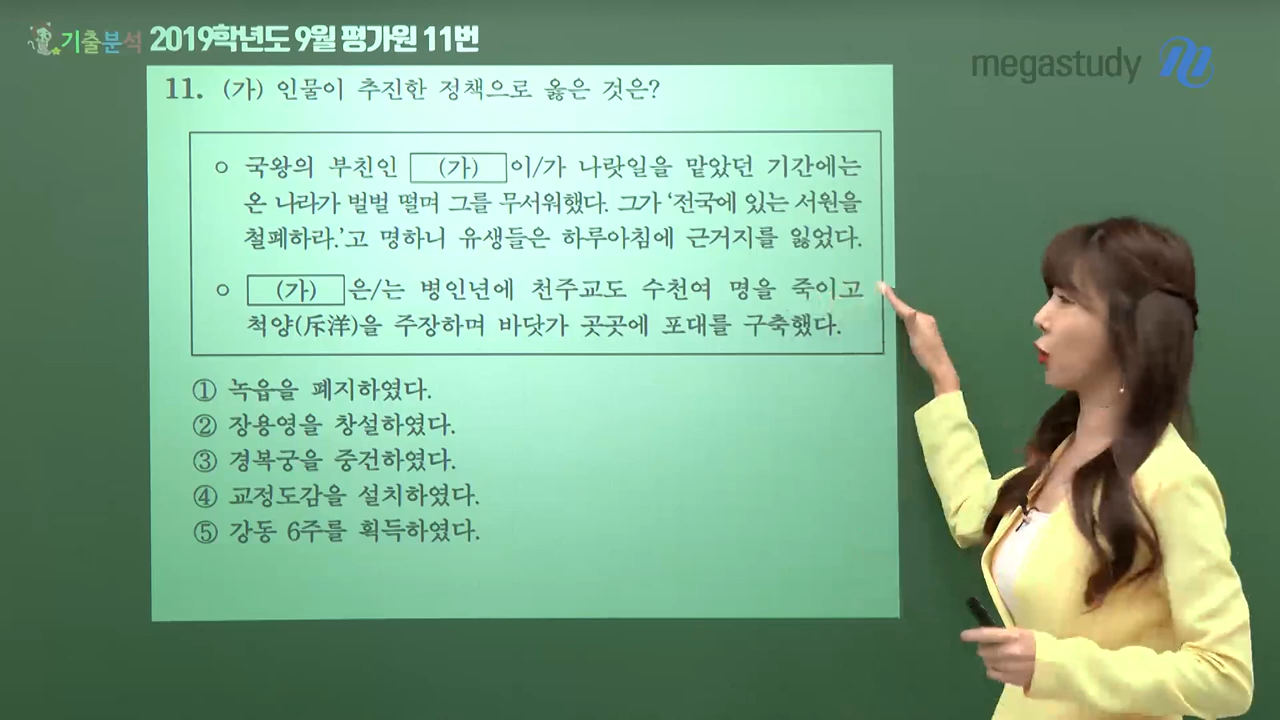 기출분석 2019학년도 9월 평가원 11번
megastudy
11. (가) 인물이 추진한 정책으로 옳은 것은?
○ 국왕의 부친인 (가) 이/가 나랏일을 맡았던 기간에는
온 나라가 벌벌 떨며 그를 무서워했다. 그가 ‘전국에 있는 서원을
철폐하라.’고 명하니 유생들은 하루아침에 근거지를 잃었다.
○ (가) 은/는 병인년에 천주교도 수천여 명을 죽이고
척양(斥洋)을 주장하며 바닷가 곳곳에 포대를 구축했다.
① 녹읍을 폐지하였다.
② 장용영을 창설하였다.
③ 경복궁을 중건하였다.
④ 교정도감을 설치하였다.
⑤ 강동 6주를 획득하였다.